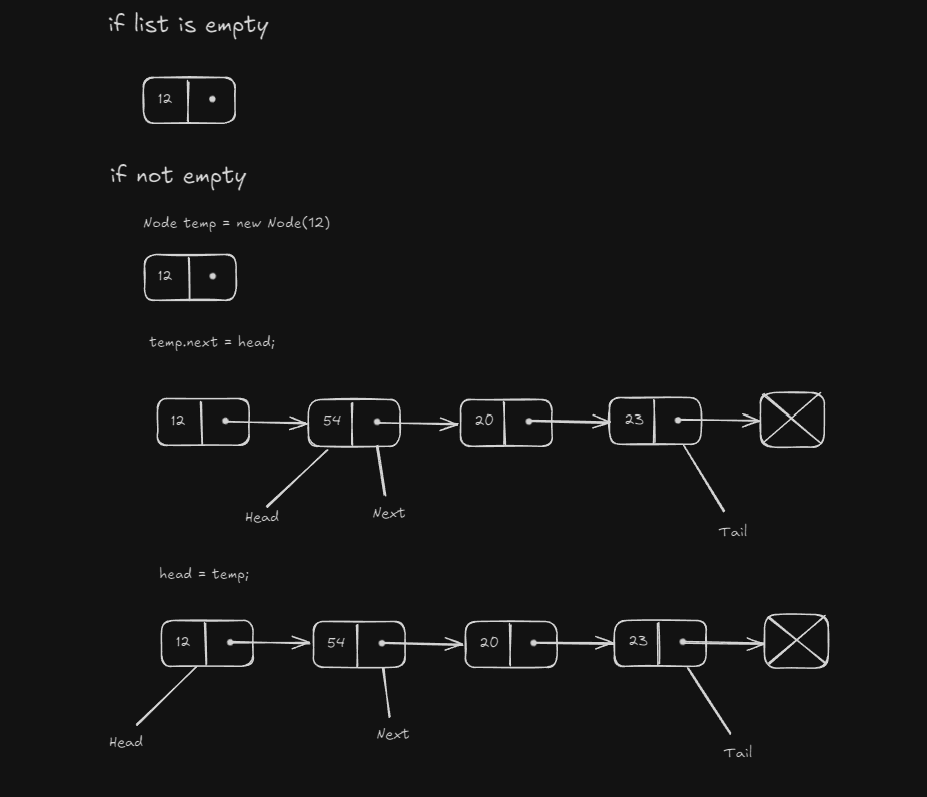 if list is empty
12
if not empty
Node temp = new Node(12)
12
temp.next = head;
12 54 20 23
Head Next Tail
head = temp;
12 54 20 23
Head Next Tail